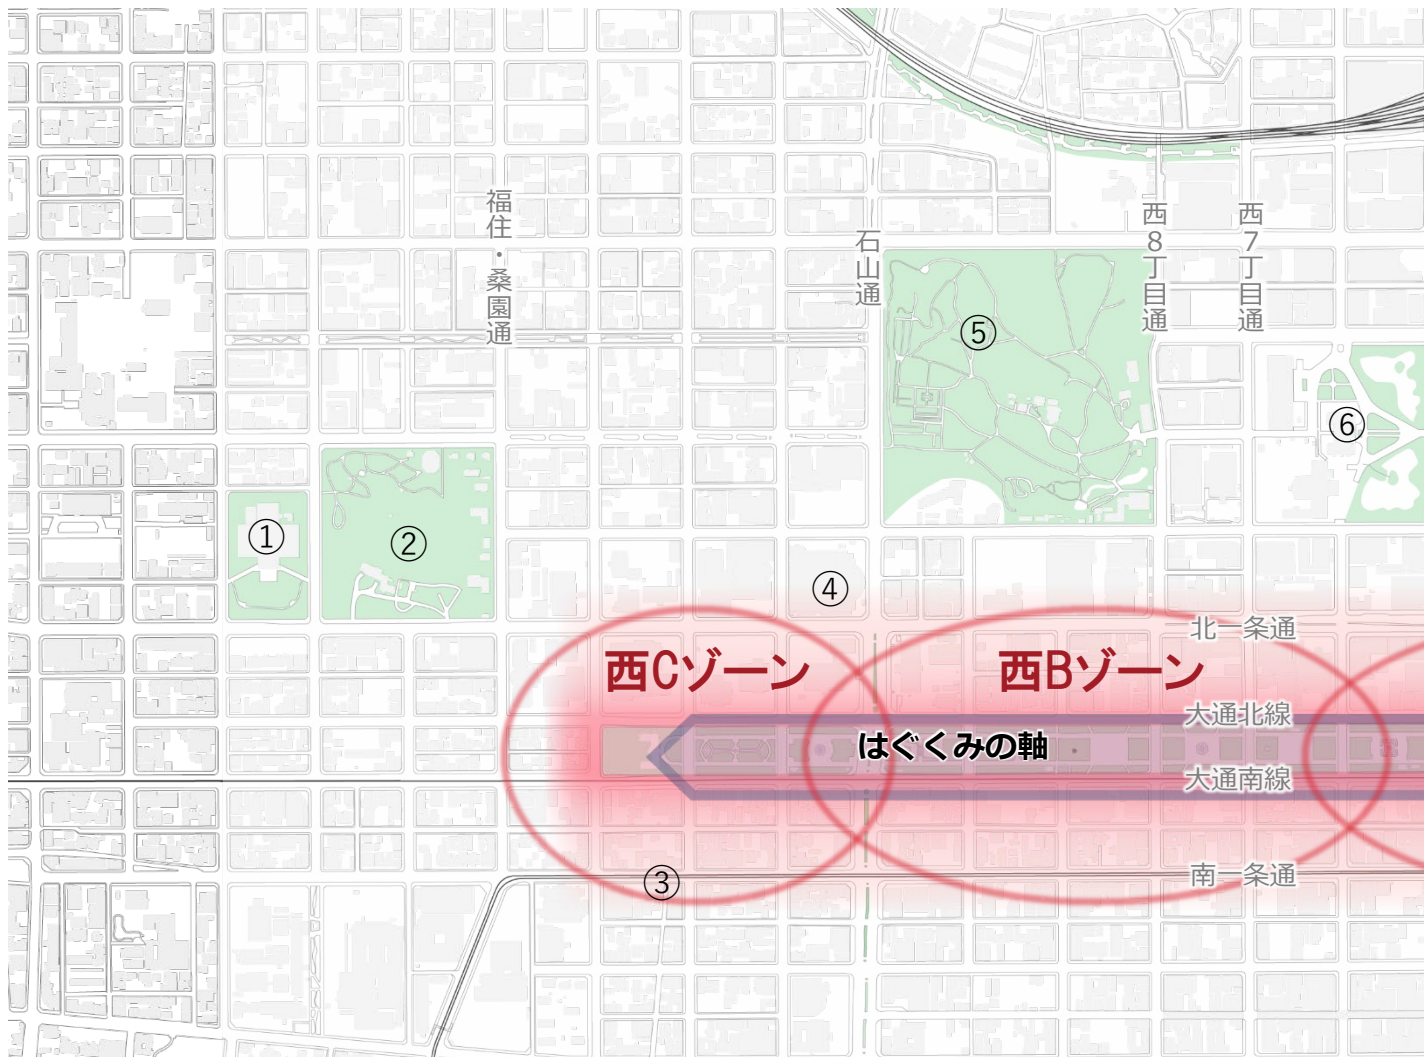 福住・桑園通
石山通
西8丁目通
西7丁目通
⑤
⑥
①
②
④
北一条通
西Cゾーン
西Bゾーン
大通北線
はぐくみの軸
大通南線
③
南一条通